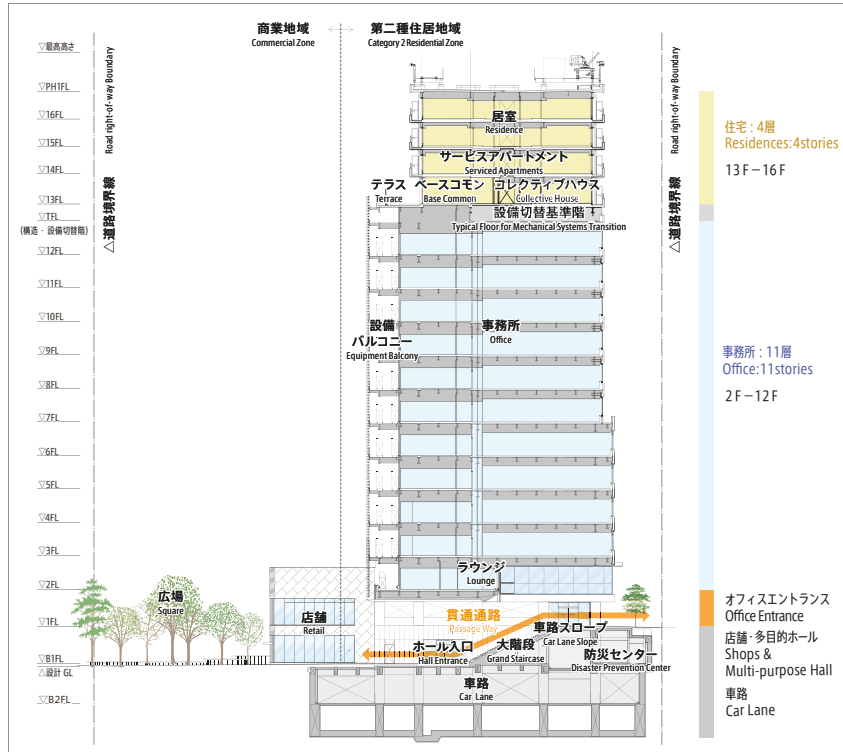 商業地域
Commercial Zone
第二種住居地域
Category 2 Residential Zone
▽最高高さ
▽PH1FL
▽16FL
▽15FL
▽14FL
▽13FL
▽TFL
(構造・設備切替階)
▽12FL
▽11FL
▽10FL
▽9FL
▽8FL
▽7FL
▽6FL
▽5FL
▽4FL
▽3FL
▽2FL
▽1FL
▽B1FL
△設計 GL
▽B2FL
Road right-of-way Boundary
△道路境界線
居室
Residence
サービスアパートメント
Serviced Apartments
テラス
Terrace
ベースコモン
Base Common
コレクティブハウス
Collective House
設備切替基準階
Typical Floor for Mechanical Systems Transition
設備
バルコニー
Equipment Balcony
事務所
Office
ラウンジ
Lounge
広場
Square
店舗
Retail
貫通通路
Passage Way
ホール入口
Hall Entrance
大階段
Grand Staircase
車路スロープ
Car Lane Slope
防災センター
Disaster Prevention Center
車路
Car Lane
Road right-of-way Boundary
△道路境界線
住宅：4層
Residences:4stories
13F－16F
事務所：11層
Office:11stories
2F－12F
オフィスエントランス
Office Entrance
店舗・多目的ホール
Shops &
Multi-purpose Hall
車路
Car Lane